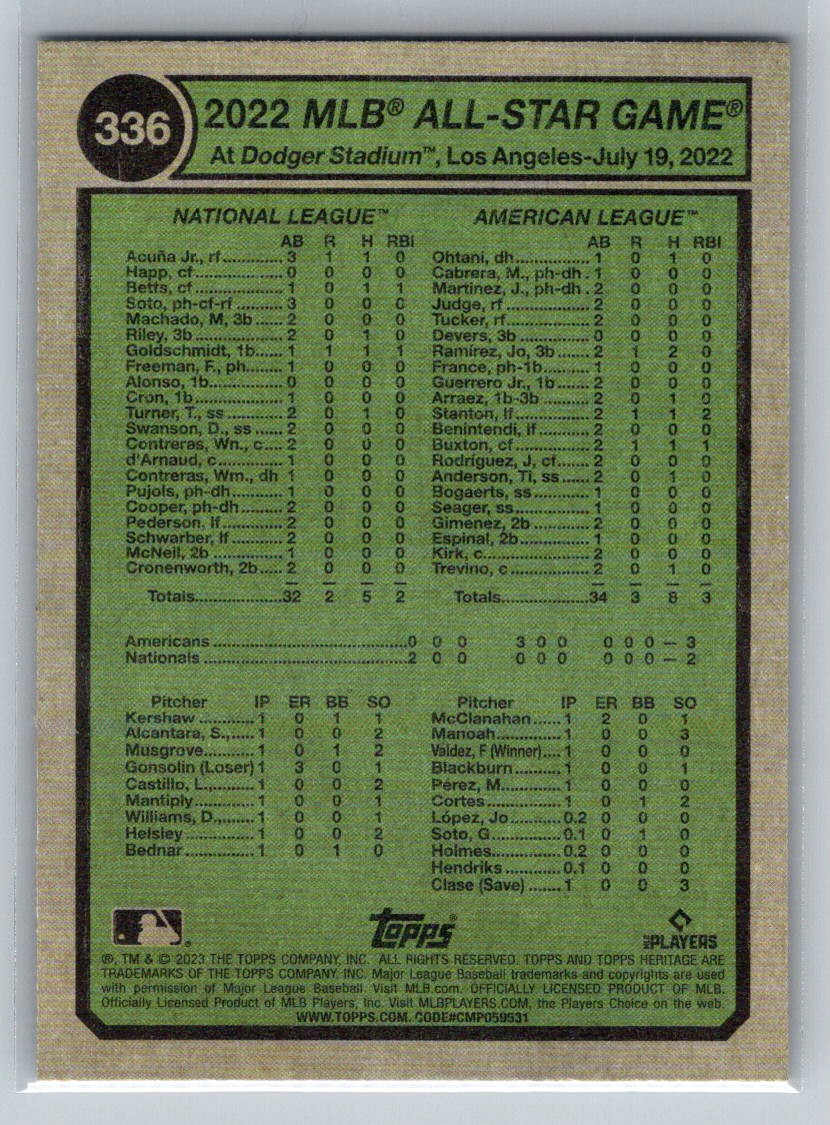 336
2022 MLB® ALL-STAR GAME®
At Dodger Stadium™, Los Angeles-July 19, 2022
NATIONAL LEAGUE™
AB R H RBI
Acuña Jr., rf............3 1 1 0
Happ, cf..................0 0 0 0
Betts, cf..................1 0 1 1
Soto, ph-cf-rf..........3 0 0 0
Machado, M, 3b......2 0 0 0
Riley, 3b.................2 0 1 0
Goldschmidt, 1b......1 1 1 1
Freeman, F., ph.......1 0 0 0
Alonso, 1b...............0 0 0 0
Cron, 1b..................1 0 0 0
Turner, T., ss...........2 0 1 0
Swanson, D., ss......2 0 0 0
Contreras, Wn., c....2 0 0 0
d'Arnaud, c..............1 0 0 0
Contreras, Wm., dh 1 0 0 0
Pujols, ph-dh............1 0 0 0
Cooper, ph-dh.........2 0 0 0
Pederson, lf.............2 0 0 0
Schwarber, lf...........2 0 0 0
McNeil, 2b...............1 0 0 0
Cronenworth, 2b.....2 0 0 0
Totals..................32 2 5 2
AMERICAN LEAGUE™
AB R H RBI
Ohtani, dh...............1 0 1 0
Cabrera, M., ph-dh.1 0 0 0
Martinez, J., ph-dh.2 0 0 0
Judge, rf.................2 0 0 0
Tucker, rf................2 0 0 0
Devers, 3b..............0 0 0 0
Ramírez, Jo, 3b......2 1 2 0
France, ph-1b.........1 0 0 0
Guerrero Jr., 1b......2 0 0 0
Arraez, 1b-3b.........2 0 1 0
Stanton, lf...............2 1 1 2
Benintendi, lf..........2 0 0 0
Buxton, cf...............2 1 1 1
Rodríguez, J, cf......2 0 0 0
Anderson, Ti, ss.....2 0 1 0
Bogaerts, ss...........1 0 0 0
Seager, ss..............1 0 0 0
Gimenez, 2b...........2 0 0 0
Espinal, 2b..............1 0 0 0
Kirk, c.....................2 0 0 0
Trevino, c................2 0 1 0
Totals..................34 3 8 3
Americans..........................0 0 0 3 0 0 0 0 0 – 3
Nationals...........................2 0 0 0 0 0 0 0 0 – 2
Pitcher IP ER BB SO
Kershaw............1 0 1 1
Alcantara, S.,.....1 0 0 2
Musgrove...........1 0 1 2
Gonsolin (Loser) 1 3 0 1
Castillo, L.,.........1 0 0 2
Mantiply.............1 0 0 1
Williams, D.,.......1 0 0 1
Helsley...............1 0 0 2
Bednar...............1 0 1 0
Pitcher IP ER BB SO
McClanahan......1 2 0 1
Manoah.............1 0 0 3
Valdez, F (Winner)....1 0 0 0
Blackburn..........1 0 0 1
Pérez, M............1 0 0 0
Cortes...............1 0 1 2
López, Jo..........0.2 0 0 0
Soto, G..............0.1 0 1 0
Holmes..............0.2 0 0 0
Hendriks............0.1 0 0 0
Clase (Save).......1 0 0 3
Topps®
MLB PLAYERS
®, TM & © 2023 THE TOPPS COMPANY, INC. ALL RIGHTS RESERVED. TOPPS AND TOPPS HERITAGE ARE
TRADEMARKS OF THE TOPPS COMPANY, INC. Major League Baseball trademarks and copyrights are used
with permission of Major League Baseball. Visit MLB.com. OFFICIALLY LICENSED PRODUCT OF MLB.
Officially Licensed Product of MLB Players, Inc. Visit MLBPLAYERS.COM, the Players Choice on the web.
WWW.TOPPS.COM. CODE#CMP059531